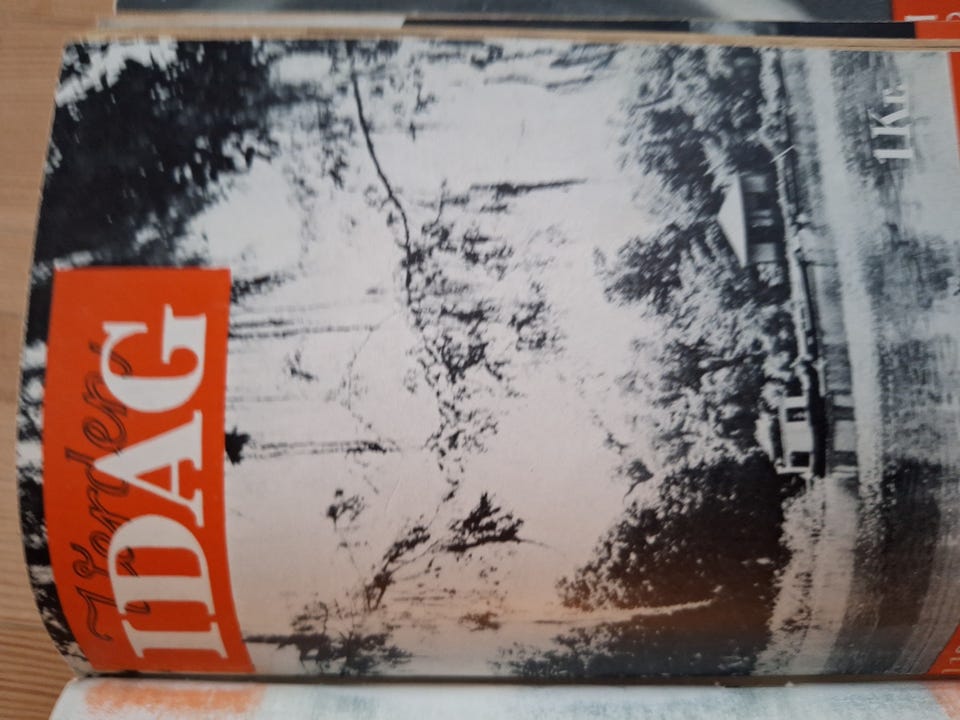 Verden
IDAG
1 Kr.